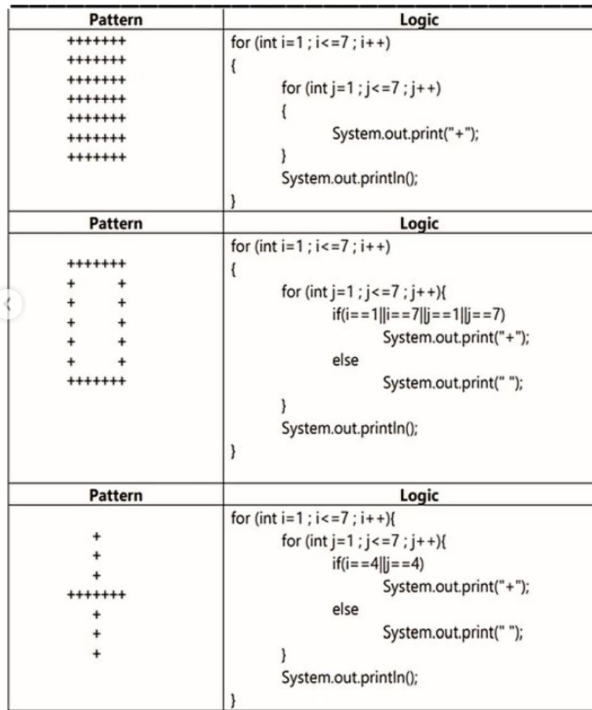 Pattern Logic
+++++++
+++++++
+++++++
+++++++
+++++++
+++++++
+++++++
for (int i=1 ; i<=7 ; i++)
{
for (int j=1 ; j<=7 ; j++)
{
System.out.print("+");
}
System.out.println();
}
Pattern Logic
+++++++
+     +
+     +
+     +
+     +
+     +
+++++++
for (int i=1 ; i<=7 ; i++)
{
for (int j=1 ; j<=7 ; j++){
if(i==1||i==7||j==1||j==7)
System.out.print("+");
else
System.out.print(" ");
}
System.out.println();
}
Pattern Logic
   +
   +
   +
+++++++
   +
   +
   +
for (int i=1 ; i<=7 ; i++){
for (int j=1 ; j<=7 ; j++){
if(i==4||j==4)
System.out.print("+");
else
System.out.print(" ");
}
System.out.println();
}